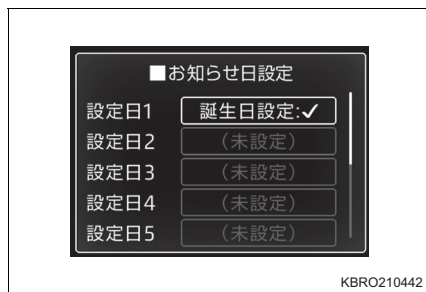 ■お知らせ日設定
設定日1 誕生日設定:✓
設定日2 (未設定)
設定日3 (未設定)
設定日4 (未設定)
設定日5 (未設定)
KBRO210442